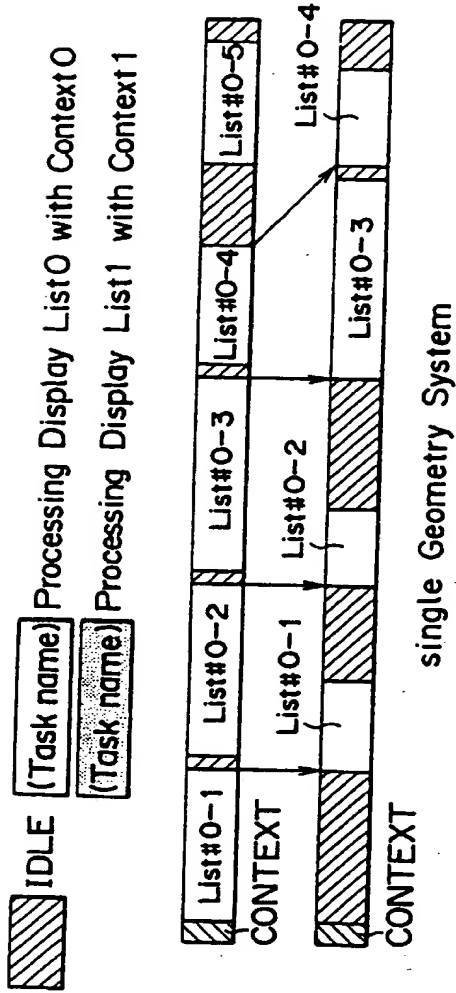 IDLE
(Task name) Processing Display List0 with Context0
(Task name) Processing Display List1 with Context1
List#0-1
List#0-2
List#0-3
List#0-4
List#0-5
CONTEXT
List#0-1
List#0-2
List#0-3
List#0-4
CONTEXT
single Geometry System